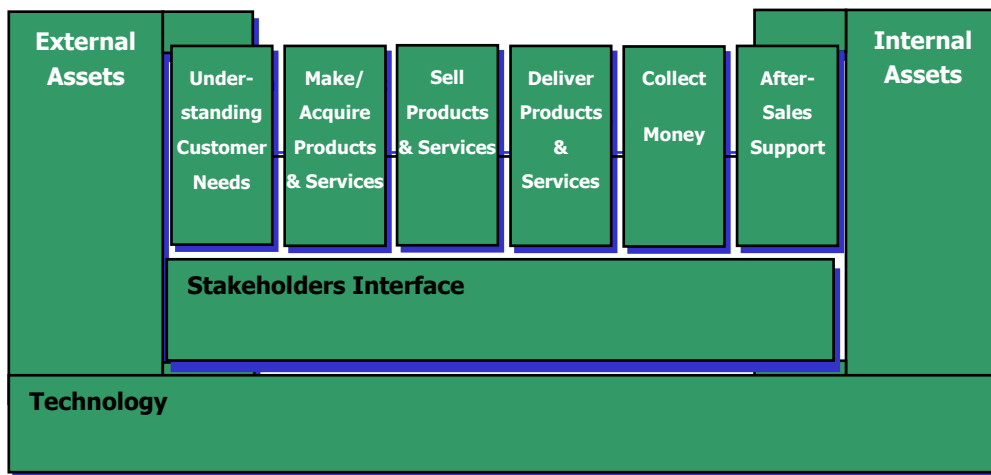 External
Assets
Under-
standing
Customer
Needs
Make/
Acquire
Products
& Services
Sell
Products
& Services
Deliver
Products
&
Services
Collect
Money
After-
Sales
Support
Internal
Assets
Stakeholders Interface
Technology